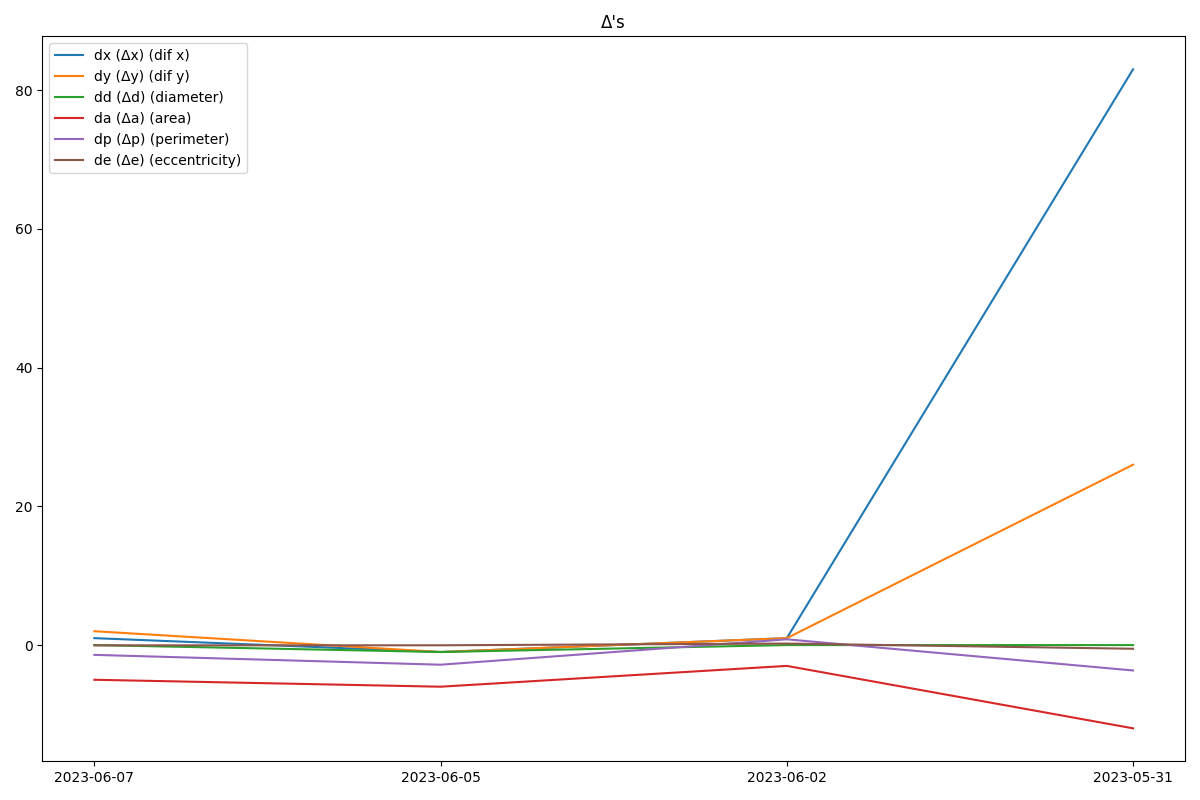 Δ's
dx (Δx) (dif x)
dy (Δy) (dif y)
dd (Δd) (diameter)
da (Δa) (area)
dp (Δp) (perimeter)
de (Δe) (eccentricity)
80
60
40
20
0
2023-06-07 2023-06-05 2023-06-02 2023-05-31